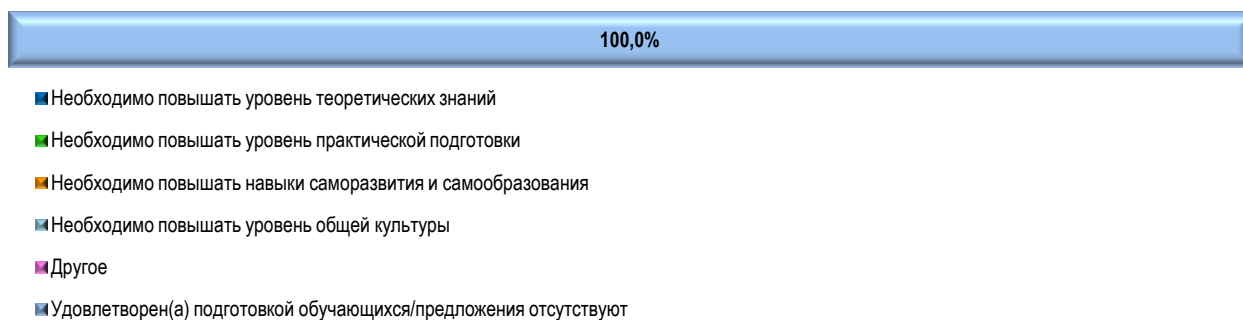 100,0%
Необходимо повышать уровень теоретических знаний
Необходимо повышать уровень практической подготовки
Необходимо повышать навыки саморазвития и самообразования
Необходимо повышать уровень общей культуры
Другое
Удовлетворен(а) подготовкой обучающихся/предложения отсутствуют